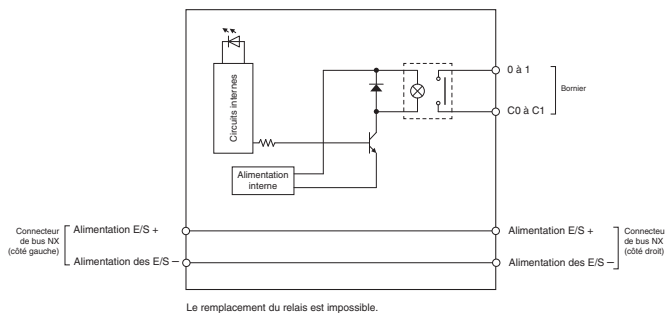 0 à 1
Circuits internes
Bornier
C0 à C1
Alimentation
interne
Connecteur
de bus NX
(côté gauche)
Alimentation E/S +
Alimentation des E/S −
Alimentation E/S +
Alimentation des E/S −
Connecteu
de bus NX
(côté droit)
Le remplacement du relais est impossible.